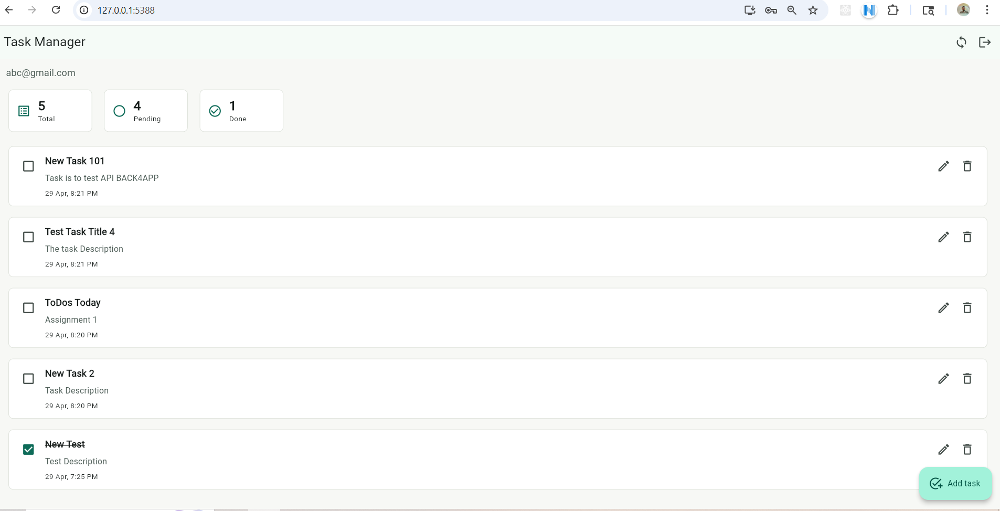 127.0.0.1:5388
Task Manager
abc@gmail.com
5
Total
4
Pending
1
Done
New Task 101
Task is to test API BACK4APP
29 Apr, 8:21 PM
Test Task Title 4
The task Description
29 Apr, 8:21 PM
ToDos Today
Assignment 1
29 Apr, 8:20 PM
New Task 2
Task Description
29 Apr, 8:20 PM
New Test
Test Description
29 Apr, 7:25 PM
Add task